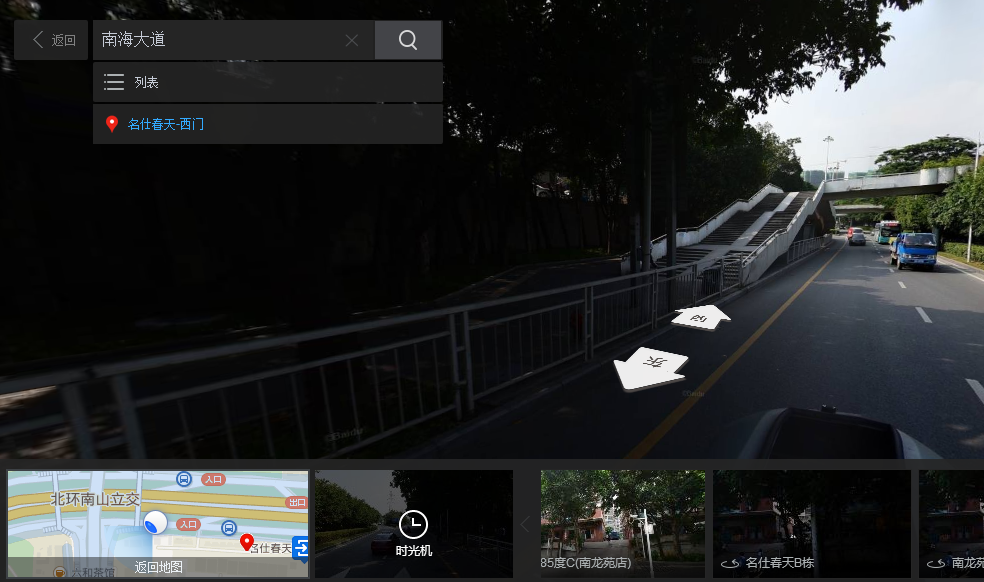 返回
南海大道
列表
名仕春天-西门
西
东
©Baidu
©Baidu
北环南山立交
入口
出口
入口
名仕春天
六和茶馆
返回地图
时光机
85度C(南龙苑店)
名仕春天B栋
南龙苑